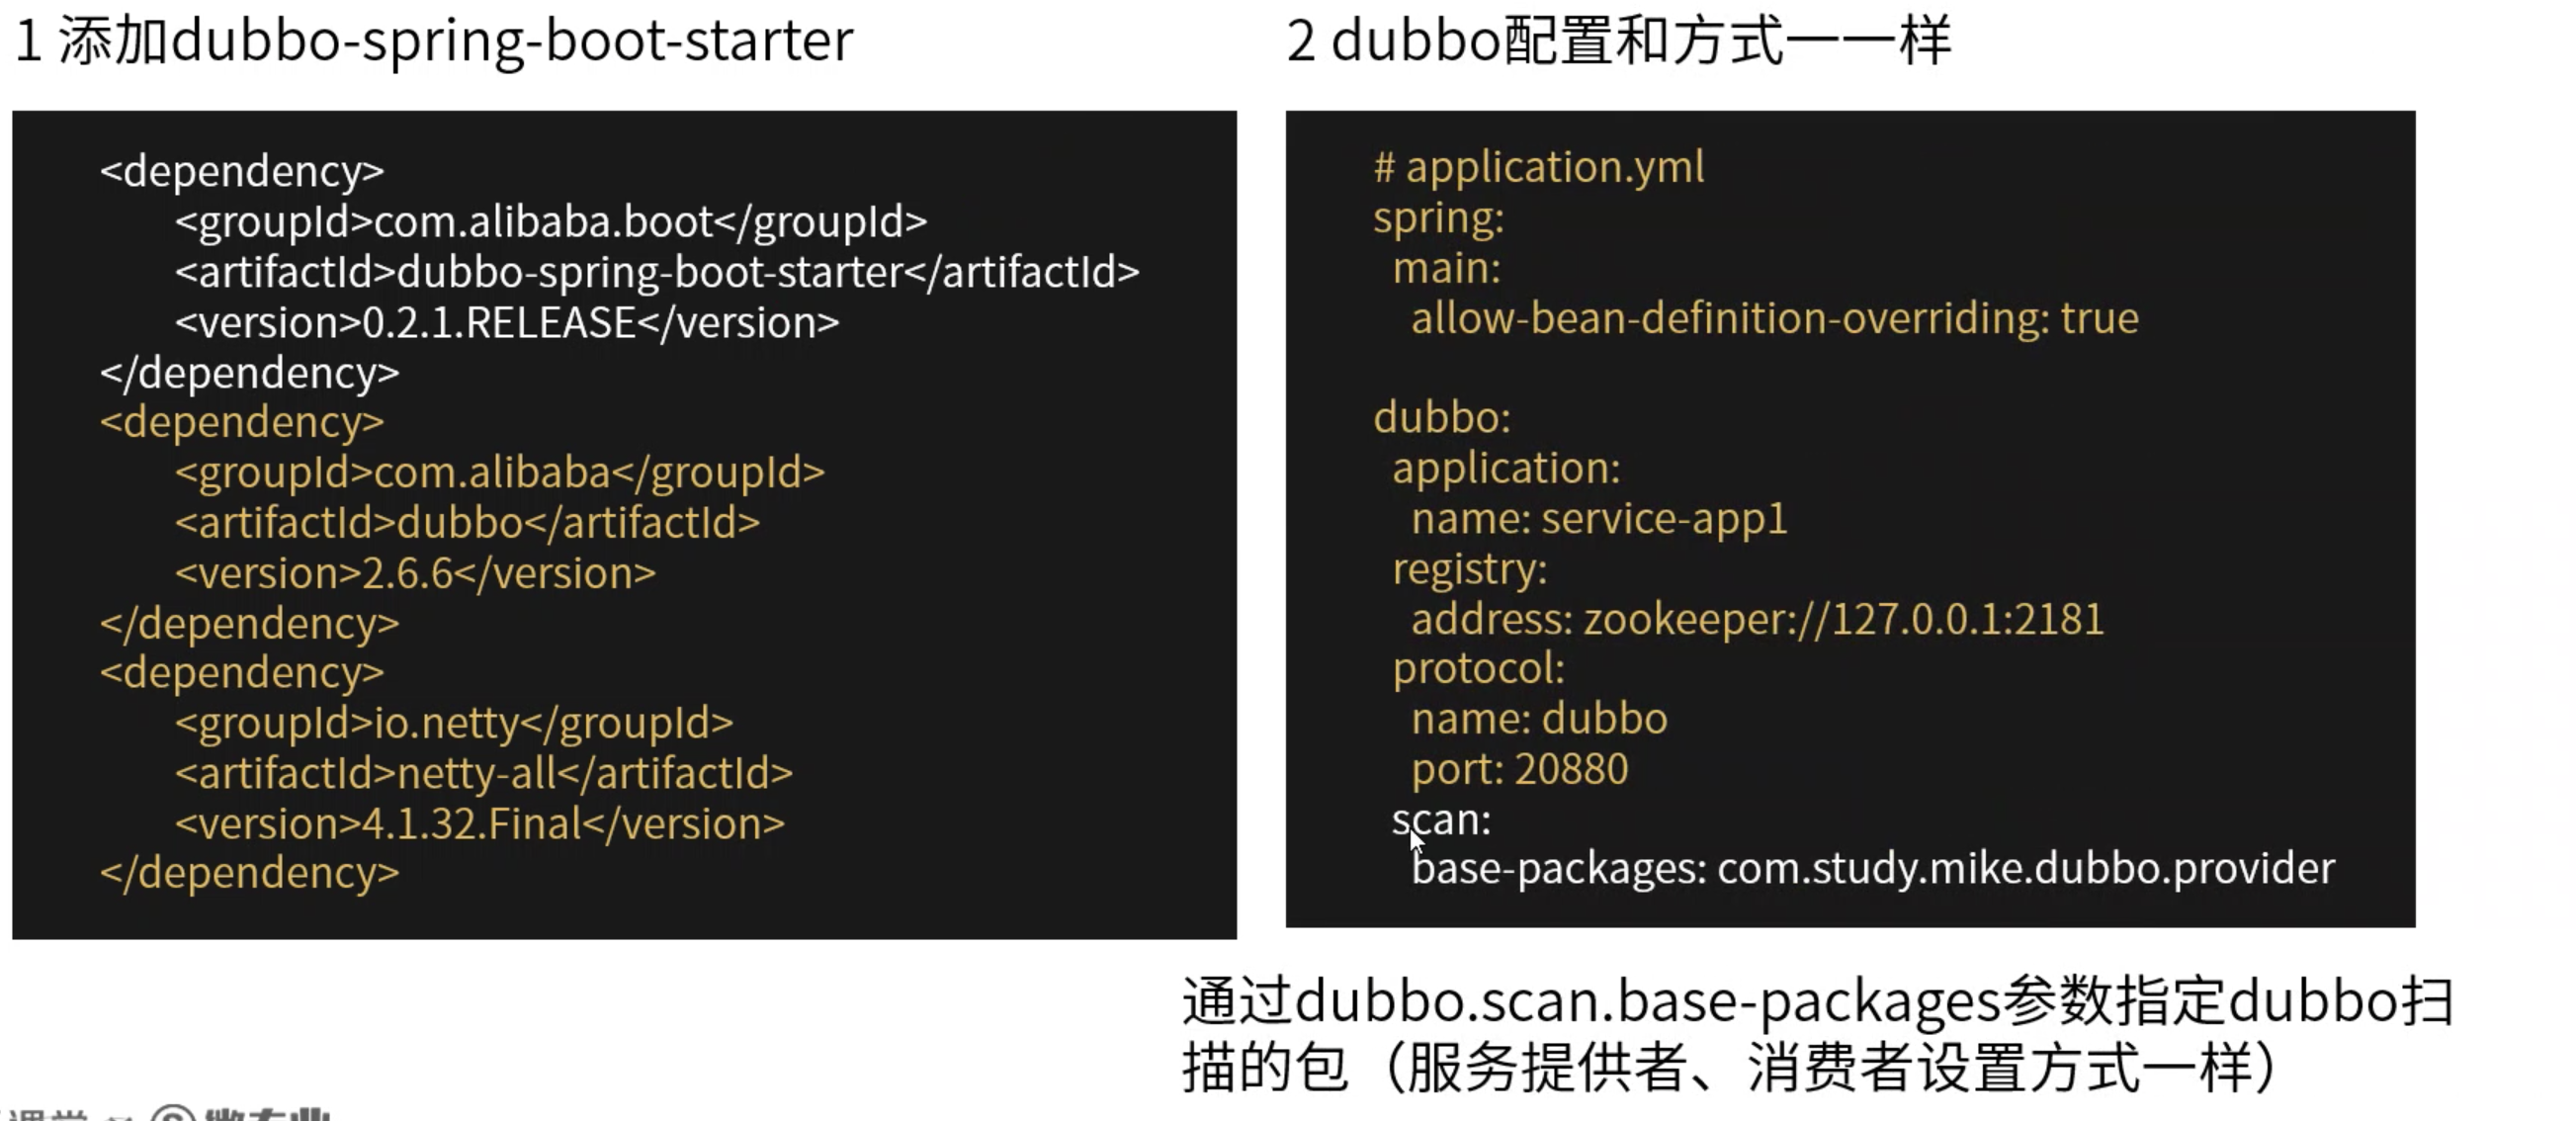 1 添加dubbo-spring-boot-starter
<dependency>
<groupId>com.alibaba.boot</groupId>
<artifactId>dubbo-spring-boot-starter</artifactId>
<version>0.2.1.RELEASE</version>
</dependency>
<dependency>
<groupId>com.alibaba</groupId>
<artifactId>dubbo</artifactId>
<version>2.6.6</version>
</dependency>
<dependency>
<groupId>io.netty</groupId>
<artifactId>netty-all</artifactId>
<version>4.1.32.Final</version>
</dependency>
2 dubbo配置和方式一一样
# application.yml
spring:
main:
allow-bean-definition-overriding: true
dubbo:
application:
name: service-app1
registry:
address: zookeeper://127.0.0.1:2181
protocol:
name: dubbo
port: 20880
scan:
base-packages: com.study.mike.dubbo.provider
通过dubbo.scan.base-packages参数指定dubbo扫
描的包（服务提供者、消费者设置方式一样）